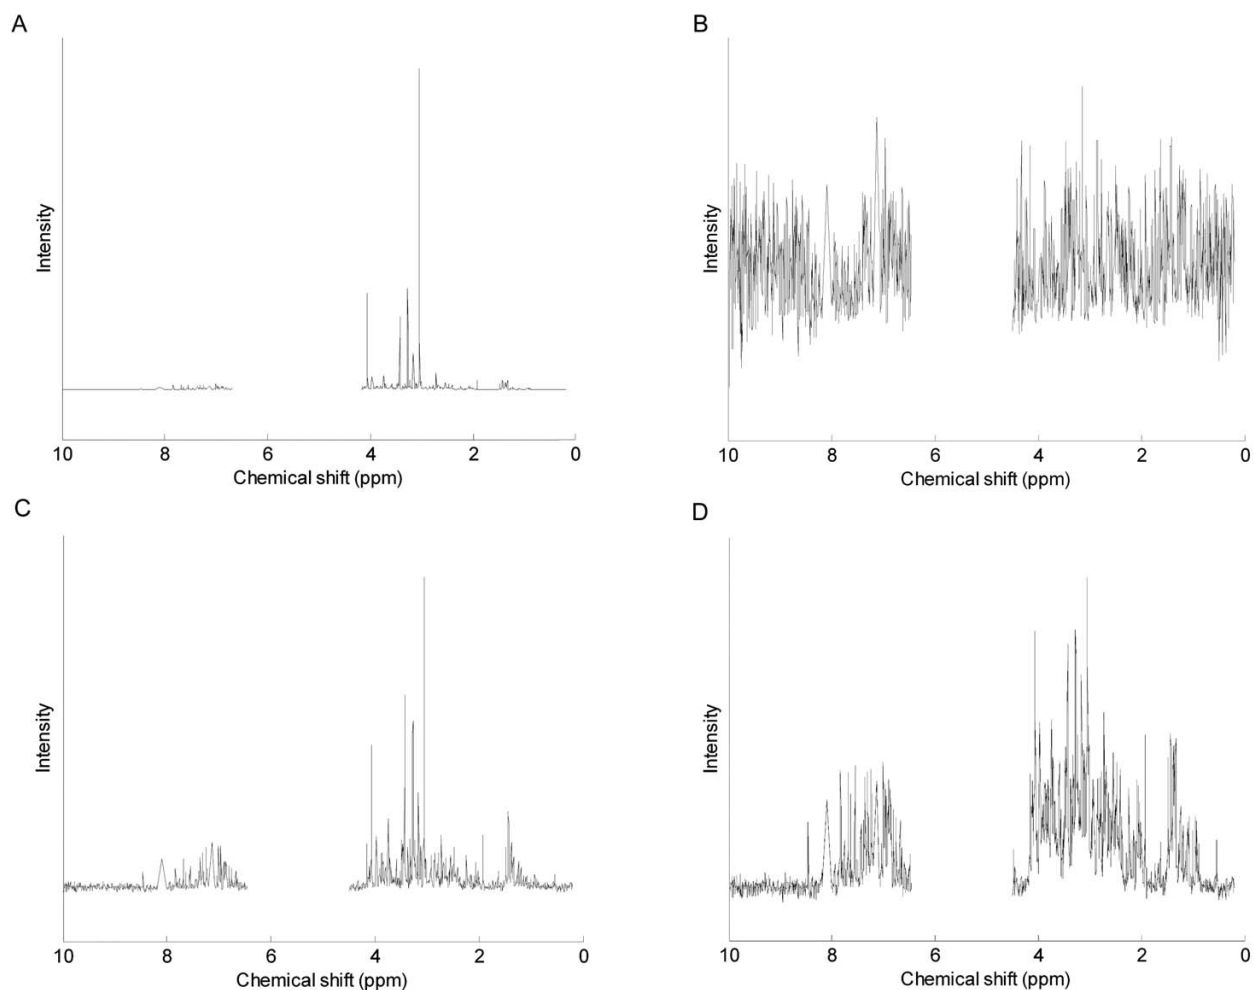 A
Intensity
10 8 6 4 2 0
Chemical shift (ppm)
B
Intensity
10 8 6 4 2 0
Chemical shift (ppm)
C
Intensity
10 8 6 4 2 0
Chemical shift (ppm)
D
Intensity
10 8 6 4 2 0
Chemical shift (ppm)